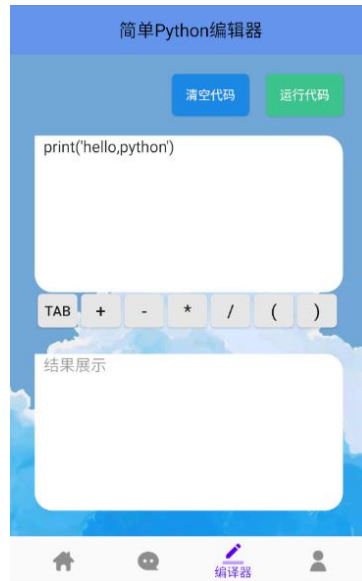 简单Python编辑器
清空代码 运行代码
print('hello,python')
TAB + - * / ( )
结果展示
编译器